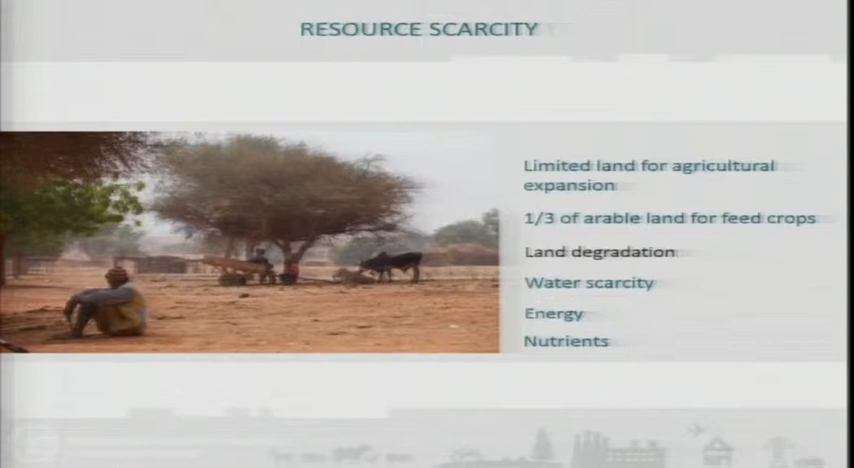 RESOURCE SCARCITY
Limited land for agricultural
expansion
1/3 of arable land for feed crops
Land degradation
Water scarcity
Energy
Nutrients